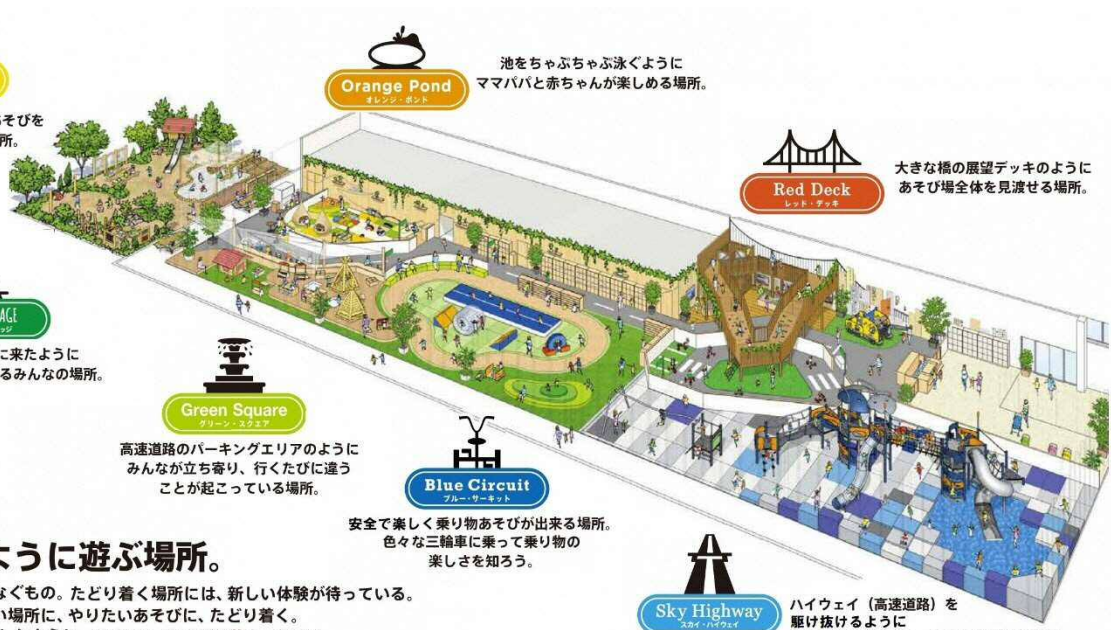 Orange Pond
オレンジ・ポンド
池をちゃぷちゃぷ泳ぐように
ママパパと赤ちゃんが楽しめる場所。
そびを
所。
Red Deck
レッド・デッキ
大きな橋の展望デッキのように
あそび場全体を見渡せる場所。
AGE
ッジ
に来たように
るみんなの場所。
Green Square
グリーン・スクエア
高速道路のパーキングエリアのように
みんなが立ち寄り、行くたびに違う
ことが起こっている場所。
Blue Circuit
ブルー・サーキット
安全で楽しく乗り物あそびが出来る場所。
色々な三輪車に乗って乗り物の
楽しさを知ろう。
ように遊ぶ場所。
なぐもの。たどり着く場所には、新しい体験が待っている。
い場所に、やりたいあそびに、たどり着く。
Sky Highway
スカイ・ハイウェイ
ハイウェイ（高速道路）を
駆け抜けるように